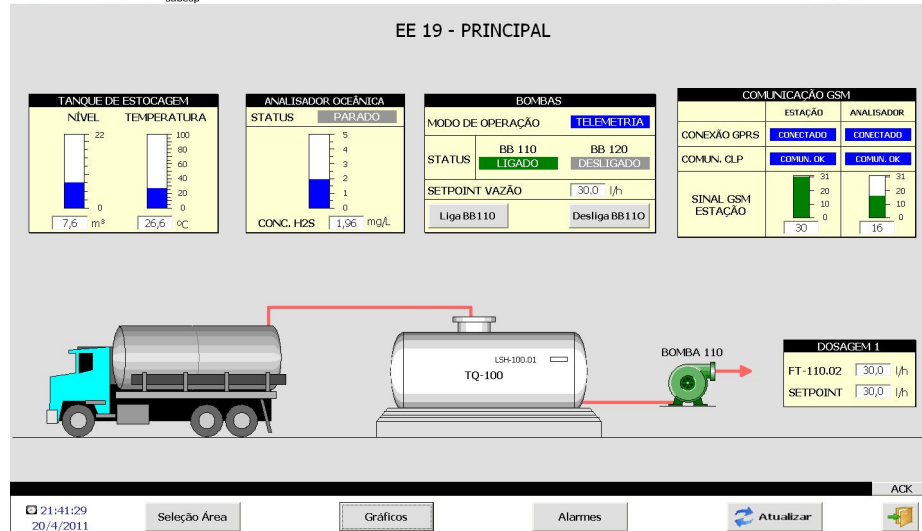 EE 19 - PRINCIPAL
TANQUE DE ESTOCAGEM
NÍVEL TEMPERATURA
22
0
100
80
60
40
20
0
7,6 m³ 26,6 ºC
ANALISADOR OCEÂNICA
STATUS PARADO
5
4
3
2
1
0
CONC. H2S 1,96 mg/L
BOMBAS
MODO DE OPERAÇÃO TELEMETRIA
BB 110 BB 120
STATUS LIGADO DESLIGADO
SETPOINT VAZÃO 30,0 l/h
Liga BB110 Desliga BB110
COMUNICAÇÃO GSM
ESTAÇÃO ANALISADOR
CONEXÃO GPRS CONECTADO CONECTADO
COMUN. CLP COMUN. OK COMUN. OK
SINAL GSM
ESTAÇÃO
31
20
10
0
30
31
20
10
0
16
LSH-100.01
TQ-100
BOMBA 110
DOSAGEM 1
FT-110.02 30,0 l/h
SETPOINT 30,0 l/h
ACK
21:41:29
20/4/2011
Seleção Área Gráficos Alarmes Atualizar